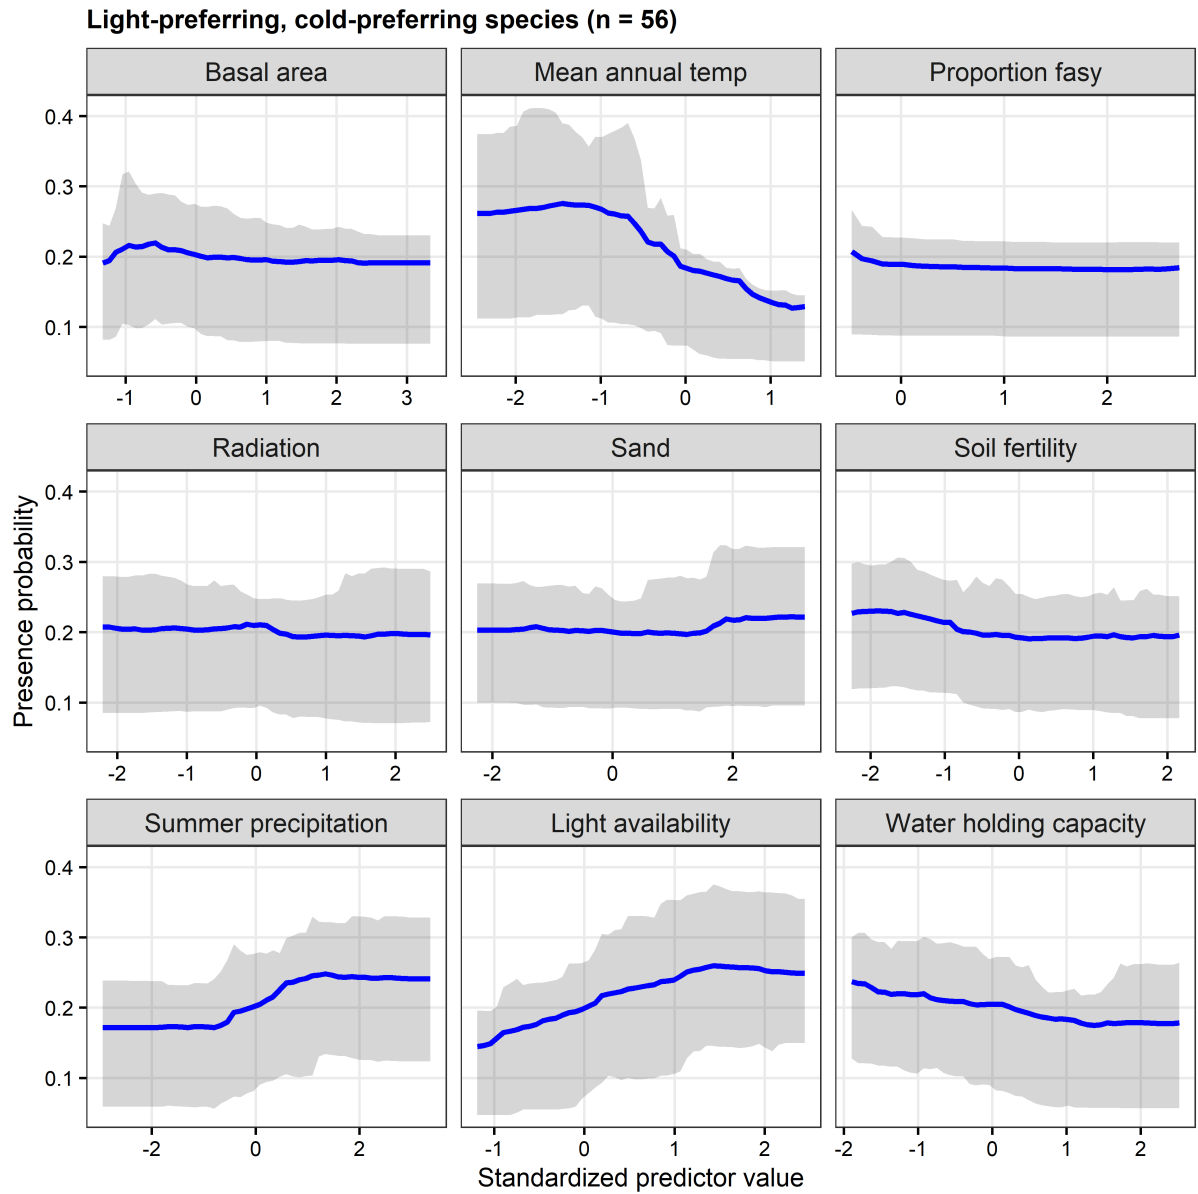 Light-preferring, cold-preferring species (n = 56)
Basal area
Mean annual temp
Proportion fasy
0.4
0.3
0.2
0.1
-1 0 1 2 3
-2 -1 0 1
0 1 2
Radiation
Sand
Soil fertility
0.4
0.3
0.2
0.1
-2 -1 0 1 2
-2 0 2
-2 -1 0 1 2
Presence probability
Summer precipitation
Light availability
Water holding capacity
0.4
0.3
0.2
0.1
-2 0 2
-1 0 1 2
-2 -1 0 1 2
Standardized predictor value